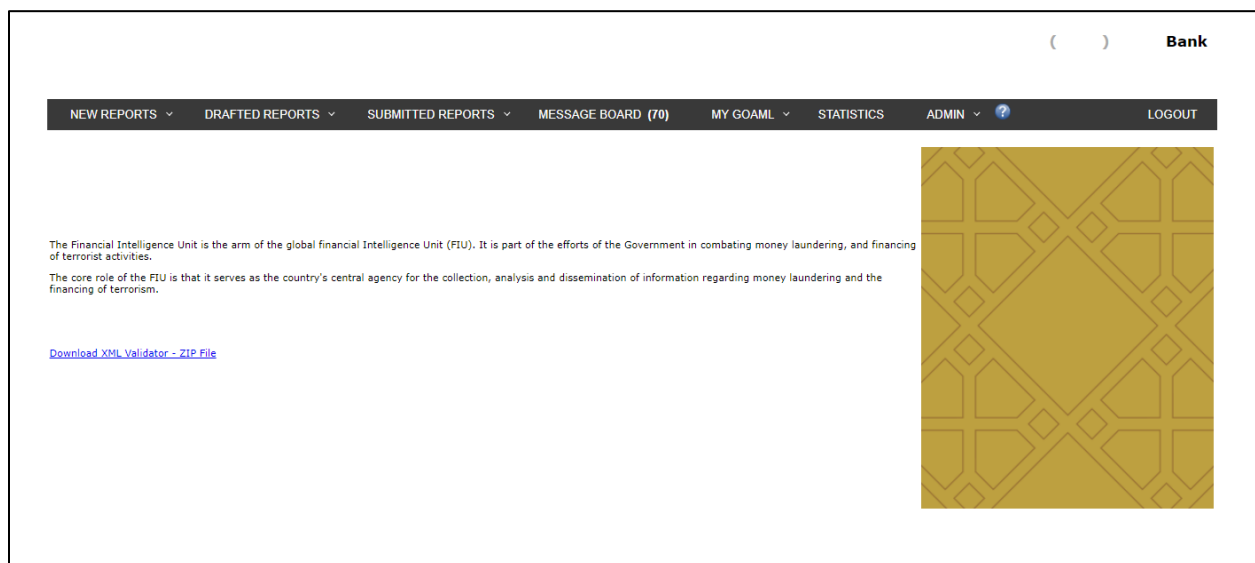 ( ) Bank
NEW REPORTS DRAFTED REPORTS SUBMITTED REPORTS MESSAGE BOARD (70) MY GOAML STATISTICS ADMIN ? LOGOUT
The Financial Intelligence Unit is the arm of the global financial Intelligence Unit (FIU). It is part of the efforts of the Government in combating money laundering, and financing
of terrorist activities.
The core role of the FIU is that it serves as the country's central agency for the collection, analysis and dissemination of information regarding money laundering and the
financing of terrorism.
Download XML Validator - ZIP File